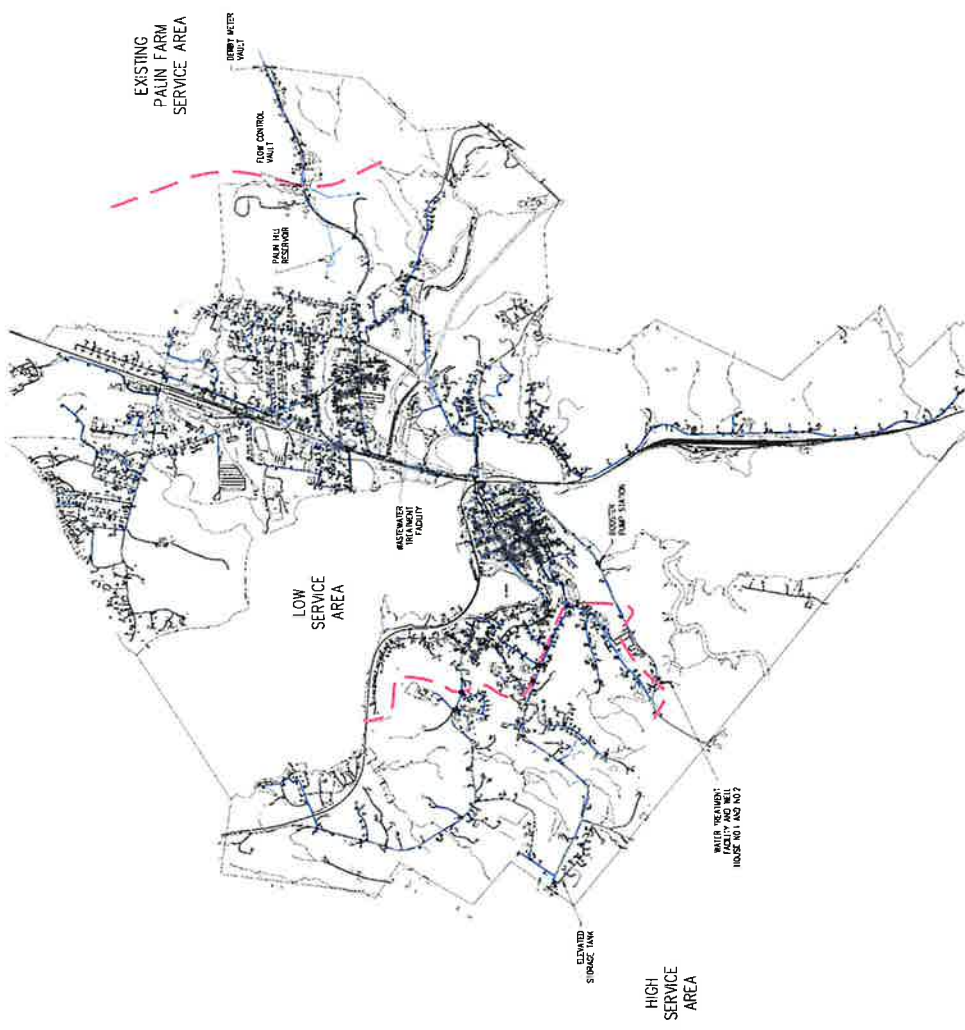 EXISTING
PALIN FARM
SERVICE AREA
DERBY METER
VAULT
FLOW CONTROL
VAULT
PALIN HILL
RESERVOIR
WASTEWATER
TREATMENT
FACILITY
LOW
SERVICE
AREA
BOOSTER
PUMP STATION
WATER TREATMENT
FACILITY AND WELL
HOUSE NO.1 AND NO.2
ELEVATED
STORAGE TANK
HIGH
SERVICE
AREA